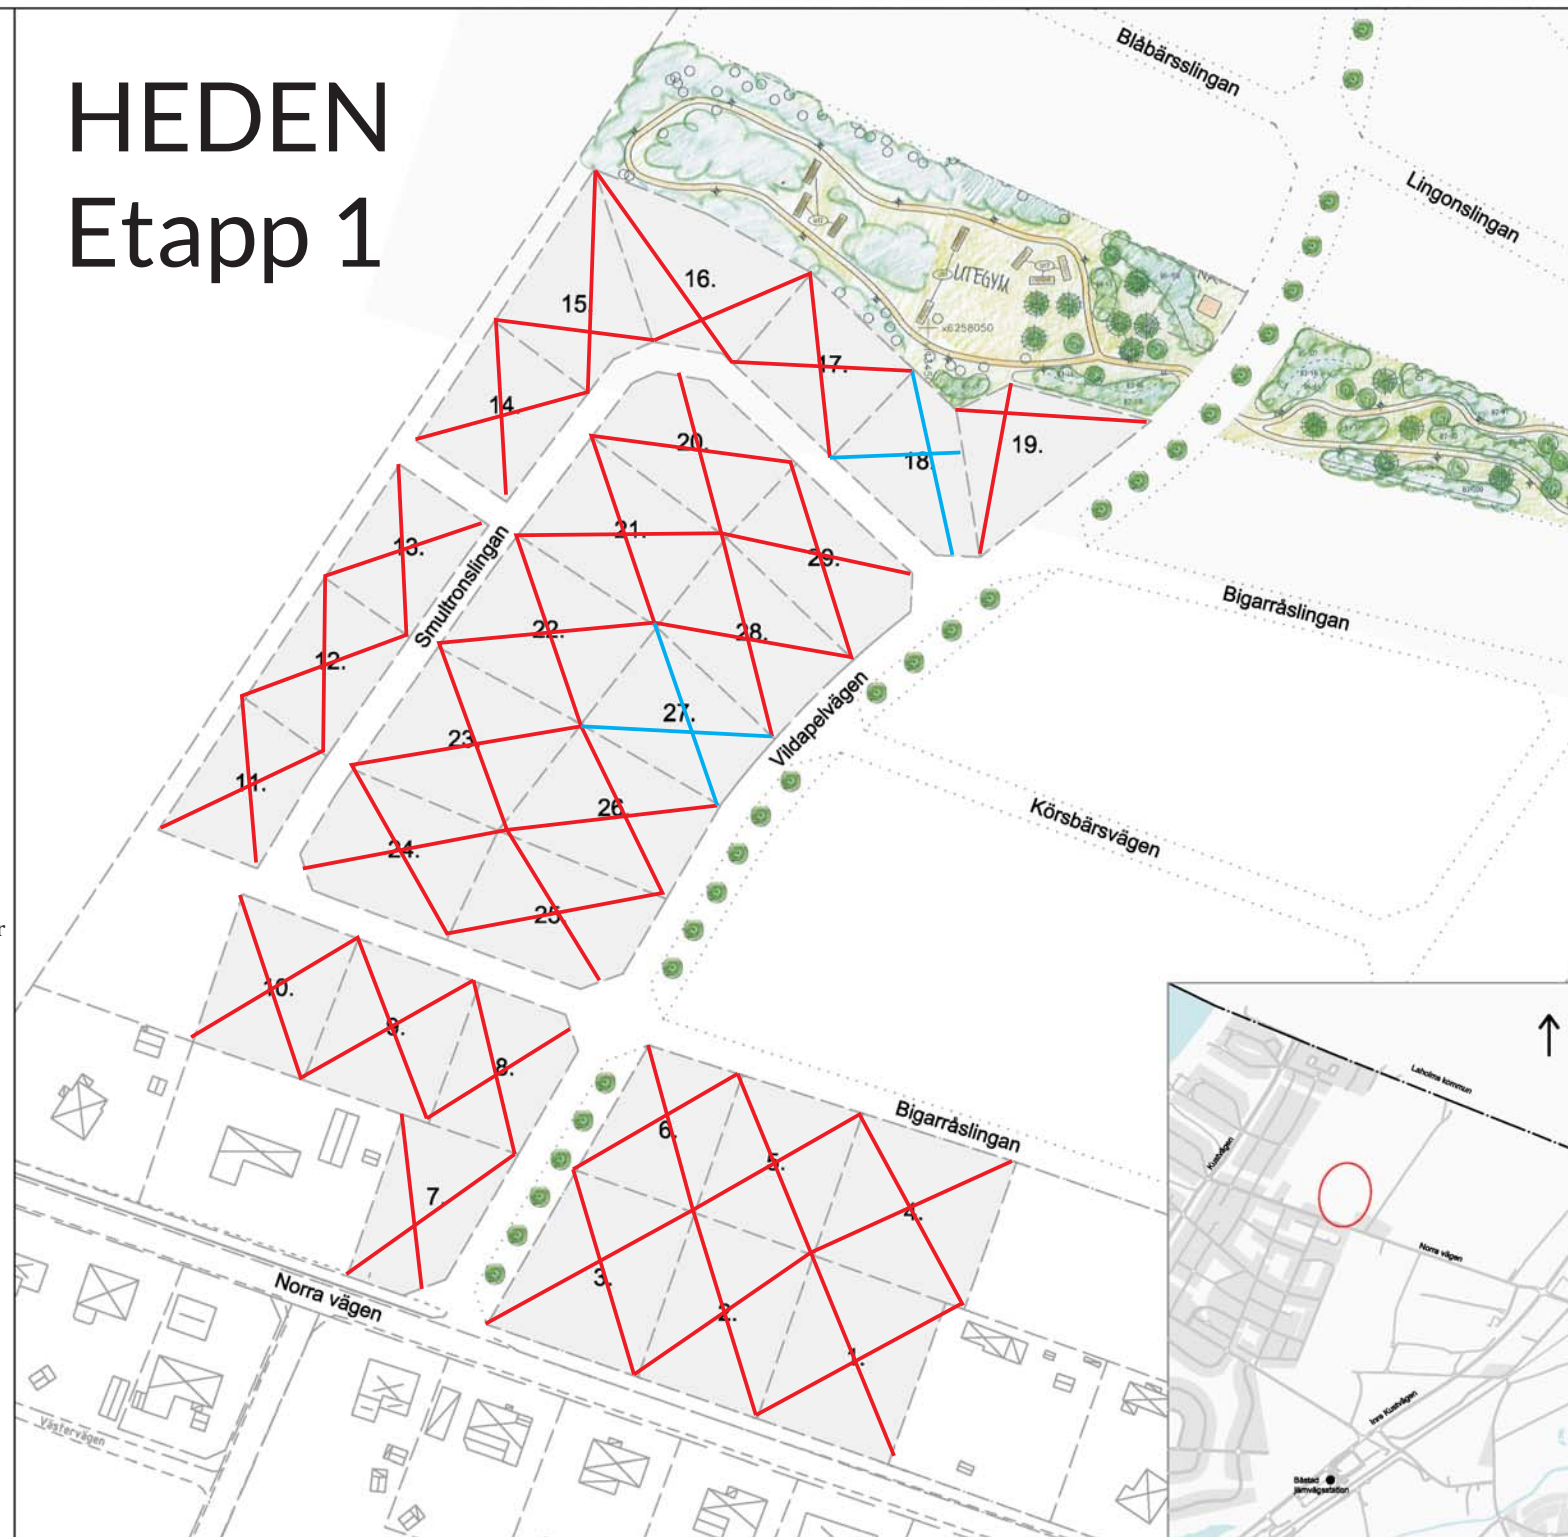 HEDEN
Etapp 1
Blåbärsslingan
Lingonslingan
UTEGYM
x6258050
16.
15.
17.
14.
18.
19.
20.
21.
29.
13.
Smultronslingan
22.
28.
12.
Bigarråslingan
27.
23.
Vildapelvägen
11.
26.
24.
Körsbärsvägen
25.
r
10.
9.
8.
6.
Bigarråslingan
5.
7.
4.
3.
2.
1.
Norra vägen
Västervägen
Laholms kommun
Kustvägen
Norra vägen
Inre Kustvägen
Båstad
järnvägsstation